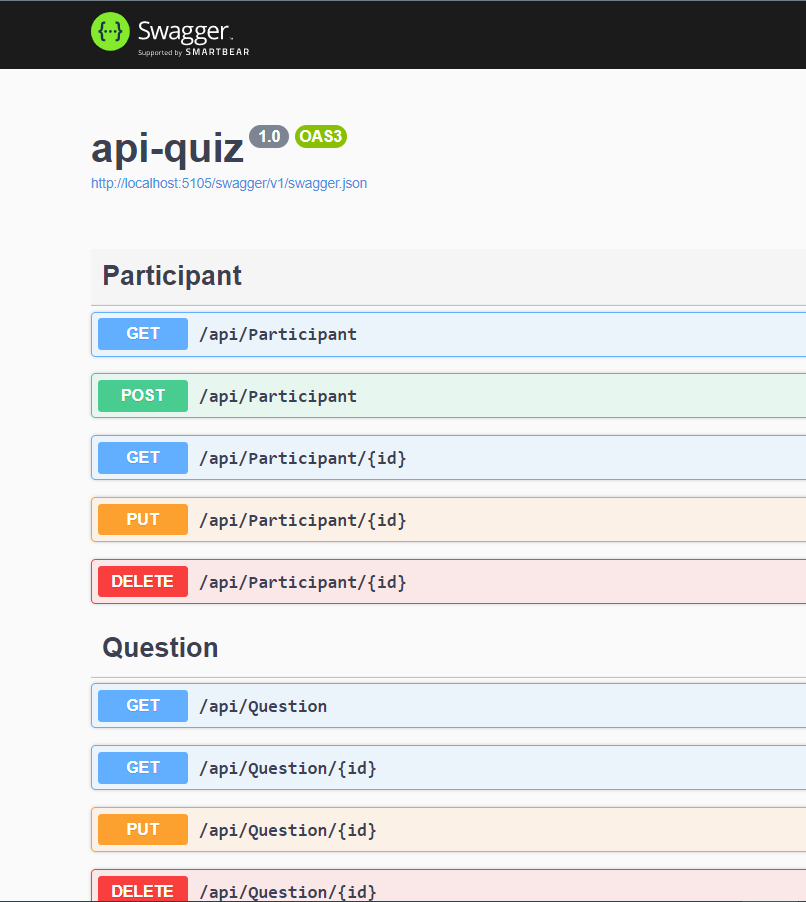 {···} Swagger™
Supported by SMARTBEAR
api-quiz 1.0 OAS3
http://localhost:5105/swagger/v1/swagger.json
Participant
GET /api/Participant
POST /api/Participant
GET /api/Participant/{id}
PUT /api/Participant/{id}
DELETE /api/Participant/{id}
Question
GET /api/Question
GET /api/Question/{id}
PUT /api/Question/{id}
DELETE /api/Question/{id}